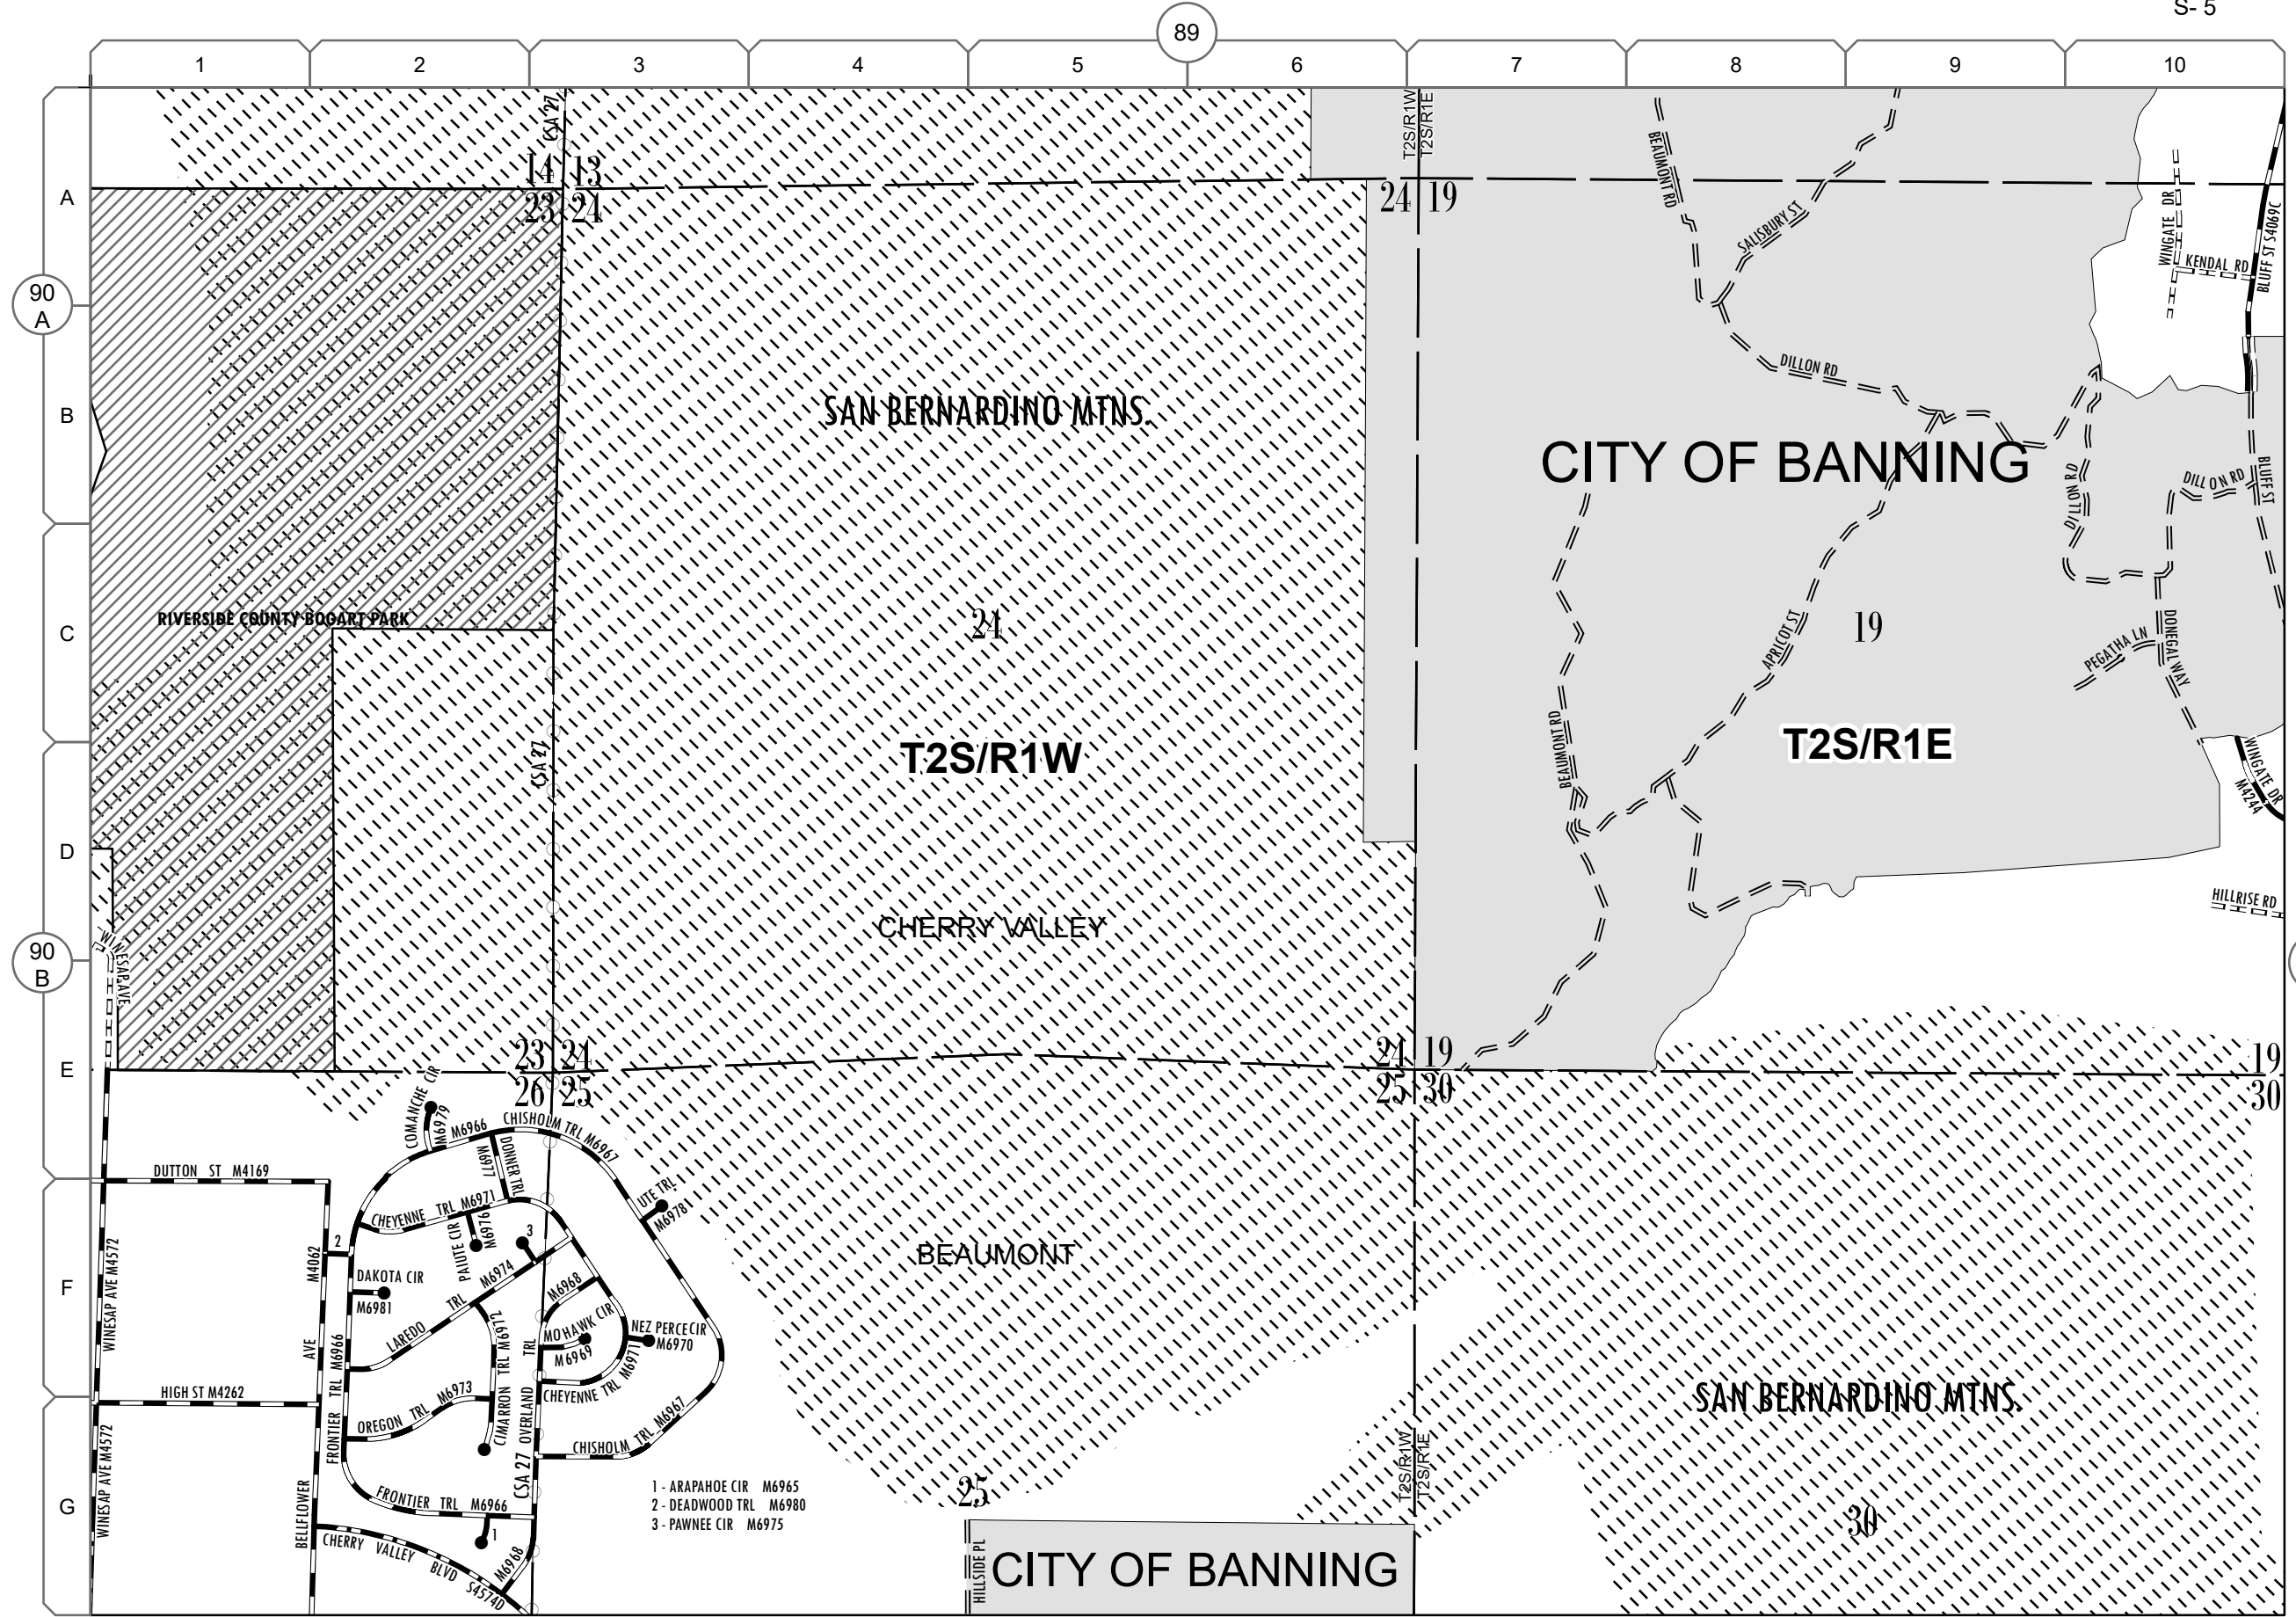 S- 5
89
1
2
3
4
5
6
7
8
9
10
A
B
C
D
E
F
G
90
A
90
B
CSA 27
14 13
23 24
T2S/R1W
T2S/R1E
24 19
BEAUMONT RD
SALISBURY ST
WINGATE DR
KENDAL RD
BLUFF ST S4069C
DILLON RD
SAN BERNARDINO MTNS.
CITY OF BANNING
DILLON RD
DILLON RD
BLUFF ST
RIVERSIDE COUNTY BOGART PARK
24
APRICOT ST
19
PEGATHA LN
DONEGAL WAY
CSA 27
T2S/R1W
BEAUMONT RD
T2S/R1E
WINGATE DR
M4244
HILLRISE RD
CHERRY VALLEY
WINESAP AVE
23 24
26 25
24 19
25 30
19
30
COMANCHE CIR
M6979
M6966
CHISHOLM TRL M6967
DONNER TRL
M6977
DUTTON ST M4169
UTE TRL
M6978
CHEYENNE TRL M6971
PAIUTE CIR
M6976
3
2
M4062
WINESAP AVE M4572
BEAUMONT
DAKOTA CIR
M6981
M6974
LAREDO TRL
M6968
MOHAWK CIR
M6969
NEZ PERCE CIR
M6970
CIMARRON TRL M6972
FRONTIER TRL M6966
AVE
HIGH ST M4262
OREGON TRL M6973
CHEYENNE TRL M6971
OVERLAND TRL
CHISHOLM TRL M6967
SAN BERNARDINO MTNS.
WINESAP AVE M4572
BELLFLOWER
CSA 27
FRONTIER TRL M6966
1
M6968
CHERRY VALLEY BLVD S4574D
1 - ARAPAHOE CIR M6965
2 - DEADWOOD TRL M6980
3 - PAWNEE CIR M6975
25
T2S/R1W
T2S/R1E
30
HILLSIDE PL
CITY OF BANNING